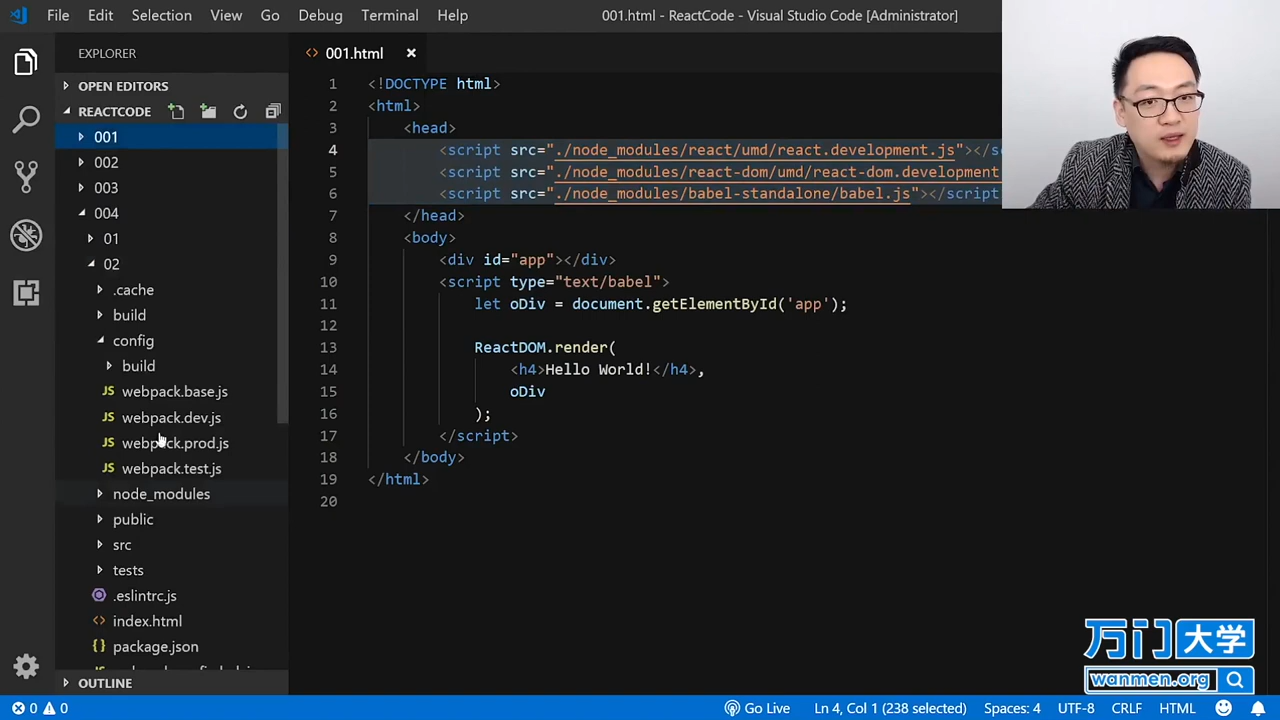 File Edit Selection View Go Debug Terminal Help 001.html - ReactCode - Visual Studio Code [Administrator]
EXPLORER
OPEN EDITORS
REACTCODE
001
002
003
004
01
02
.cache
build
config
build
JS webpack.base.js
JS webpack.dev.js
JS webpack.prod.js
JS webpack.test.js
node_modules
public
src
tests
.eslintrc.js
<> index.html
{} package.json
OUTLINE
<> 001.html ×
1 <!DOCTYPE html>
2 <html>
3 <head>
4 <script src="./node_modules/react/umd/react.development.js"></s
5 <script src="./node_modules/react-dom/umd/react-dom.development
6 <script src="./node_modules/babel-standalone/babel.js"></script
7 </head>
8 <body>
9 <div id="app"></div>
10 <script type="text/babel">
11 let oDiv = document.getElementById('app');
12
13 ReactDOM.render(
14 <h4>Hello World!</h4>,
15 oDiv
16 );
17 </script>
18 </body>
19 </html>
20
万门大学
wanmen.org
0 0 Go Live Ln 4, Col 1 (238 selected) Spaces: 4 UTF-8 CRLF HTML